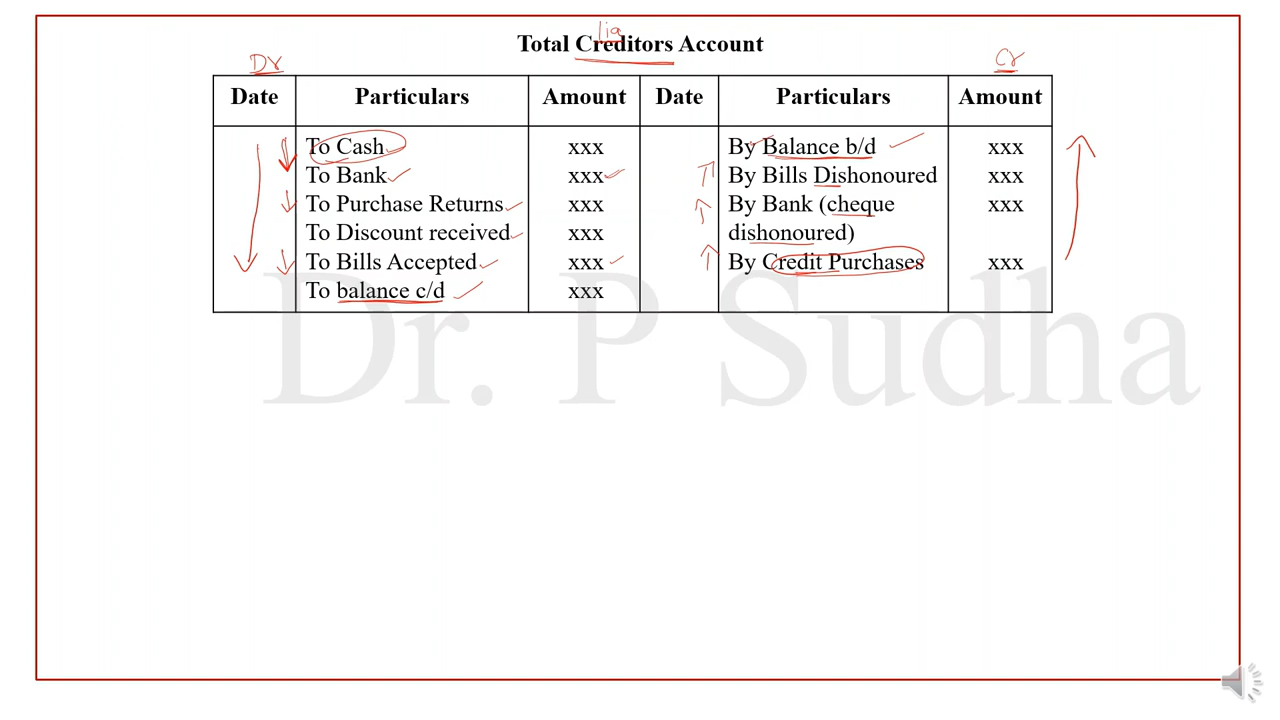 liq
Total Creditors Account
Dr
Cr
Date Particulars Amount Date Particulars Amount
To Cash xxx By Balance b/d xxx
To Bank xxx By Bills Dishonoured xxx
To Purchase Returns xxx By Bank (cheque xxx
To Discount received xxx dishonoured)
To Bills Accepted xxx By Credit Purchases xxx
To balance c/d xxx
Dr. P Sudha